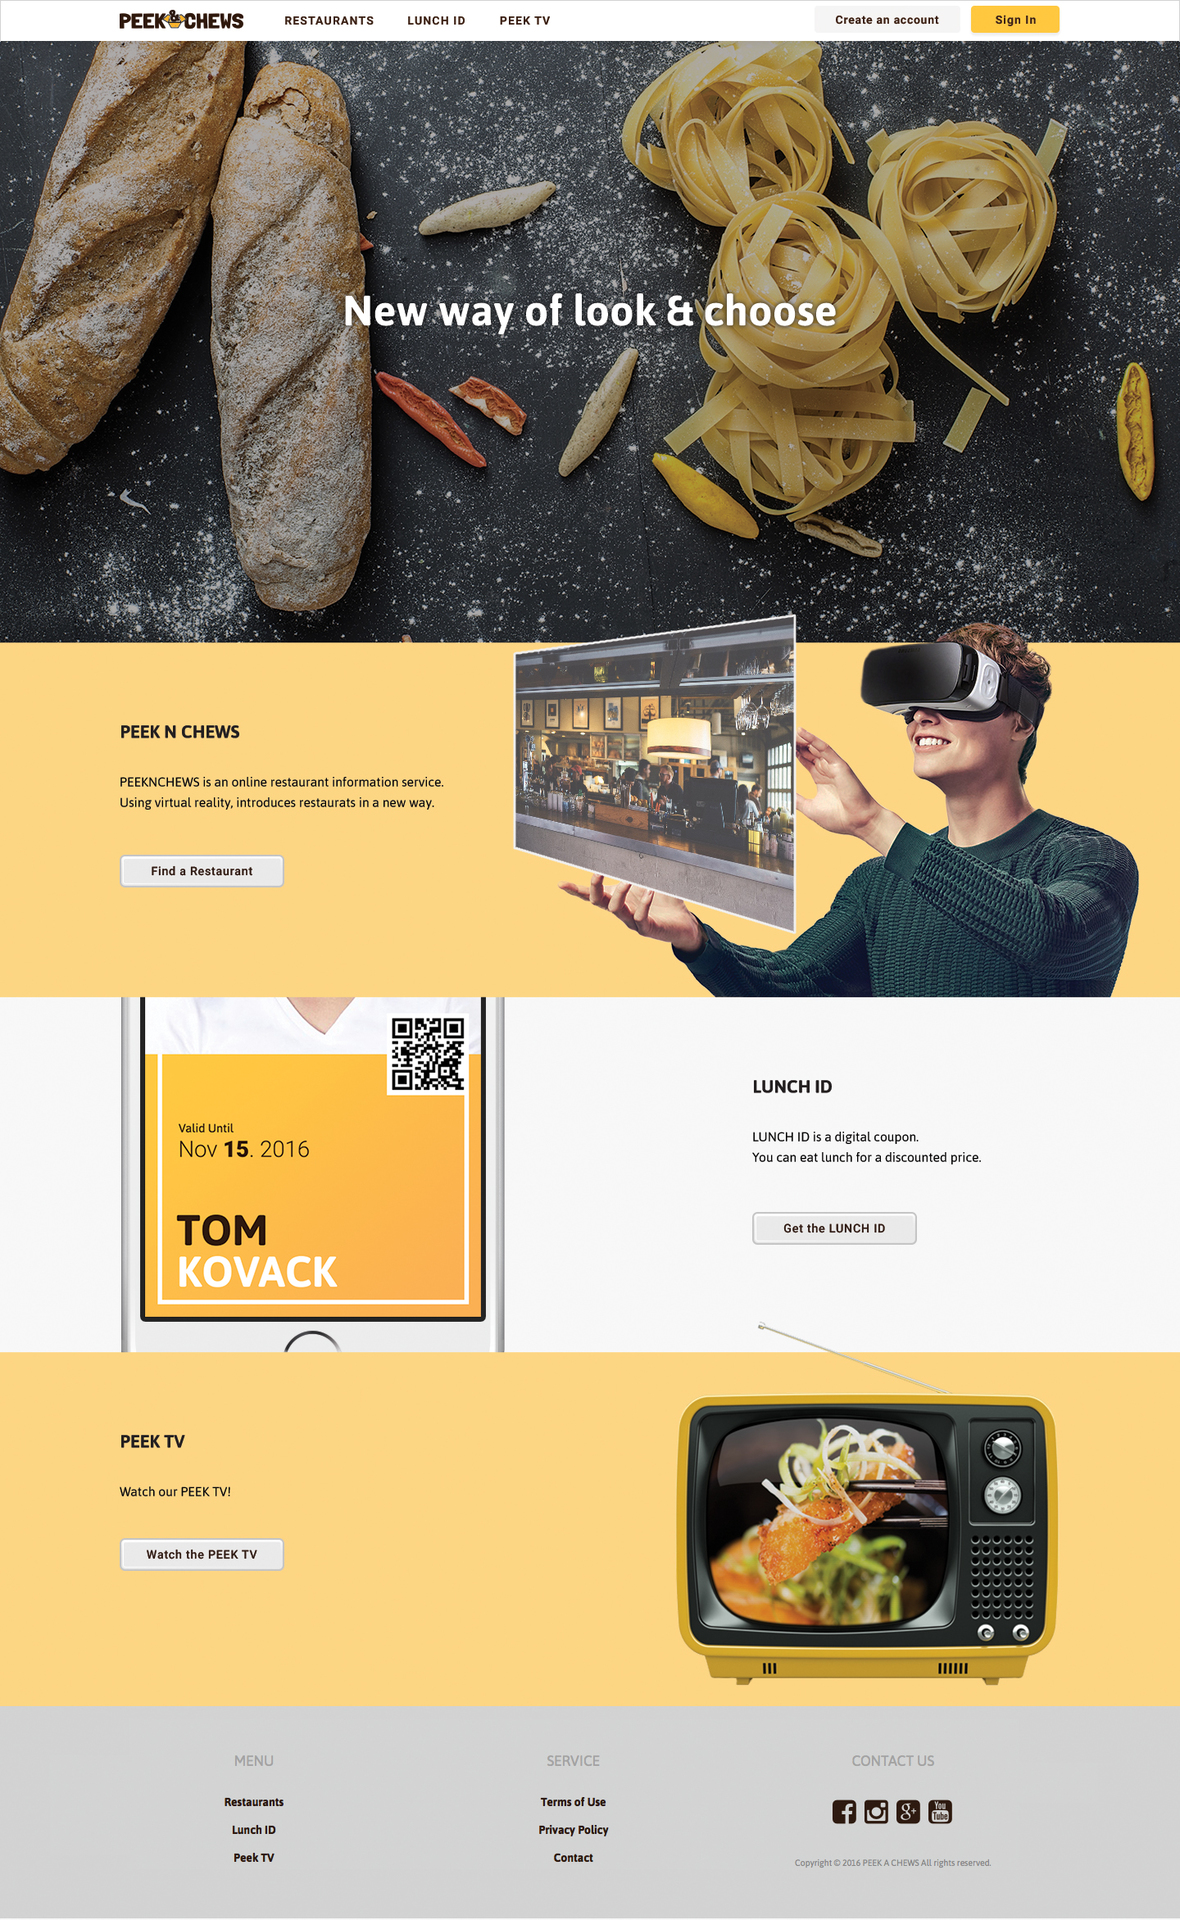 PEEK & CHEWS
RESTAURANTS
LUNCH ID
PEEK TV
Create an account
Sign In
New way of look & choose
PEEK N CHEWS
PEEKNCHEWS is an online restaurant information service.
Using virtual reality, introduces restaurats in a new way.
Find a Restaurant
Valid Until
Nov 15. 2016
TOM
KOVACK
LUNCH ID
LUNCH ID is a digital coupon.
You can eat lunch for a discounted price.
Get the LUNCH ID
PEEK TV
Watch our PEEK TV!
Watch the PEEK TV
MENU
Restaurants
Lunch ID
Peek TV
SERVICE
Terms of Use
Privacy Policy
Contact
CONTACT US
g+
You
Tube
Copyright © 2016 PEEK A CHEWS All rights reserved.